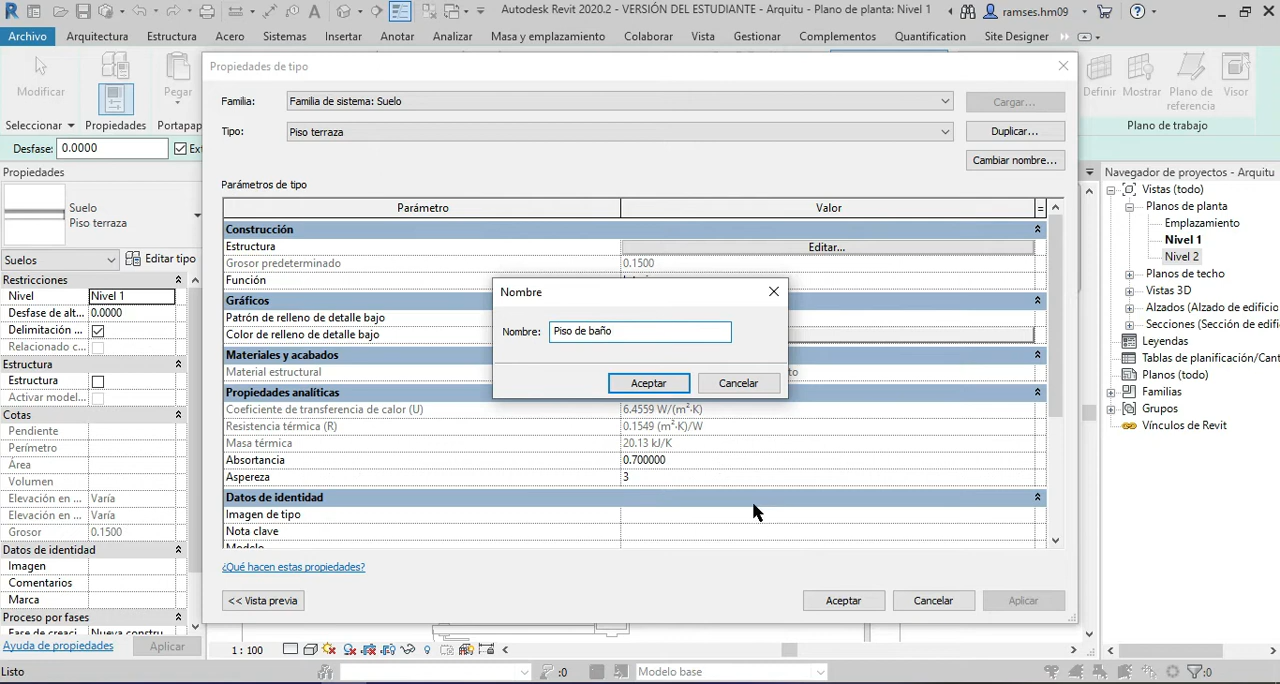 Autodesk Revit 2020.2 - VERSIÓN DEL ESTUDIANTE - Arquitu - Plano de planta: Nivel 1
ramses.hm09
Archivo Arquitectura Estructura Acero Sistemas Insertar Anotar Analizar Masa y emplazamiento Colaborar Vista Gestionar Complementos Quantification Site Designer
Modificar
Pegar
Definir Mostrar Plano de referencia Visor
Seleccionar Propiedades Portapap
Plano de trabajo
Desfase: 0.0000 Ext
Propiedades de tipo
Familia: Familia de sistema: Suelo Cargar...
Tipo: Piso terraza Duplicar...
Cambiar nombre...
Parámetros de tipo
Parámetro Valor =
Construcción
Estructura Editar...
Grosor predeterminado 0.1500
Función
Gráficos
Patrón de relleno de detalle bajo
Color de relleno de detalle bajo
Materiales y acabados
Material estructural
Propiedades analíticas
Coeficiente de transferencia de calor (U) 6.4559 W/(m²·K)
Resistencia térmica (R) 0.1549 (m²·K)/W
Masa térmica 20.13 kJ/K
Absortancia 0.700000
Aspereza 3
Datos de identidad
Imagen de tipo
Nota clave
Modelo
¿Qué hacen estas propiedades?
<< Vista previa Aceptar Cancelar Aplicar
Nombre
Nombre: Piso de baño
Aceptar Cancelar
Propiedades
Suelo
Piso terraza
Suelos Editar tipo
Restricciones
Nivel Nivel 1
Desfase de alt... 0.0000
Delimitación ...
Relacionado c...
Estructura
Estructura
Activar model...
Cotas
Pendiente
Perímetro
Área
Volumen
Elevación en ... Varía
Elevación en ... Varía
Grosor 0.1500
Datos de identidad
Imagen
Comentarios
Marca
Proceso por fases
Fase de creaci... Nueva constru...
Ayuda de propiedades Aplicar
Navegador de proyectos - Arquitu
Vistas (todo)
Planos de planta
Emplazamiento
Nivel 1
Nivel 2
Planos de techo
Vistas 3D
Alzados (Alzado de edificio
Secciones (Sección de edifi
Leyendas
Tablas de planificación/Cant
Planos (todo)
Familias
Grupos
Vínculos de Revit
1 : 100
Listo :0 Modelo base :0